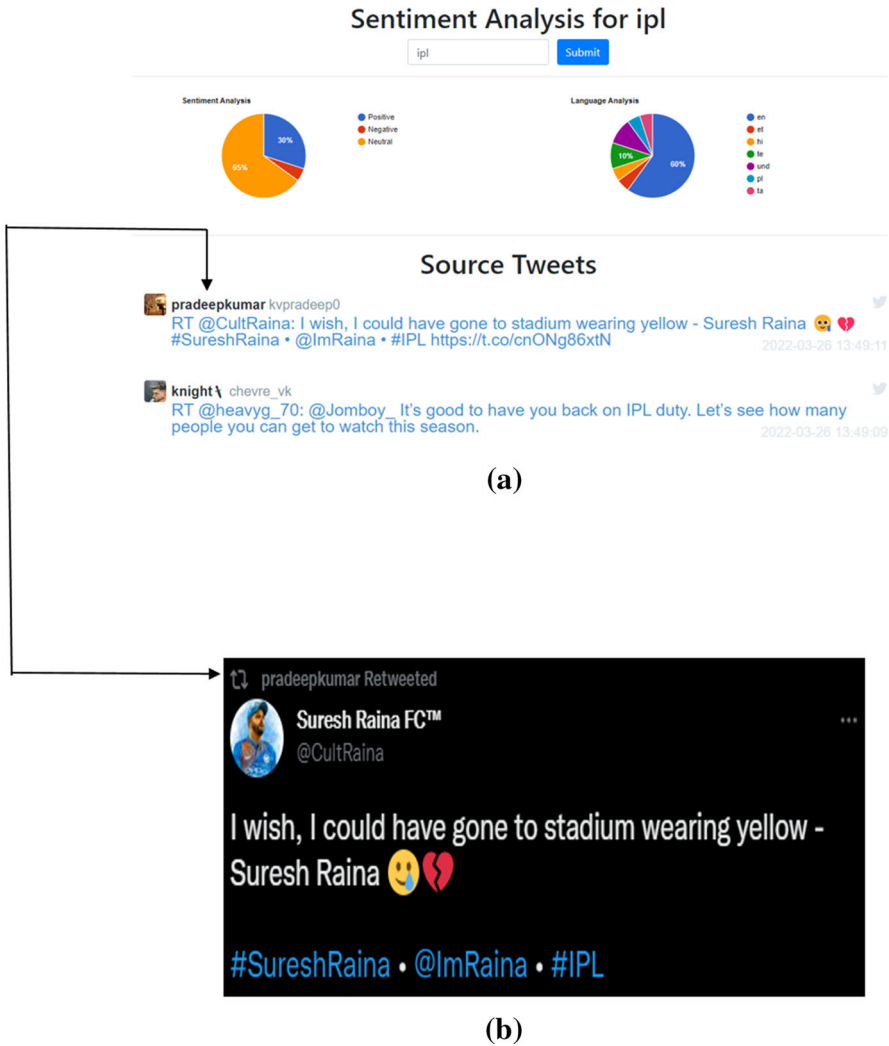 Sentiment Analysis for ipl
ipl
Submit
Sentiment Analysis
30%
65%
Positive
Negative
Neutral
Language Analysis
10%
60%
en
et
hi
te
und
pl
ta
Source Tweets
pradeepkumar kvpradeep0
RT @CultRaina: I wish, I could have gone to stadium wearing yellow - Suresh Raina 🥲 💔
#SureshRaina • @ImRaina • #IPL https://t.co/cnONg86xtN
2022-03-26 13:49:11
knight \ chevre_vk
RT @heavyg_70: @Jomboy_ It's good to have you back on IPL duty. Let's see how many
people you can get to watch this season.
2022-03-26 13:49:09
(a)
pradeepkumar Retweeted
Suresh Raina FC™
@CultRaina
I wish, I could have gone to stadium wearing yellow -
Suresh Raina 🥲💔
#SureshRaina • @ImRaina • #IPL
(b)